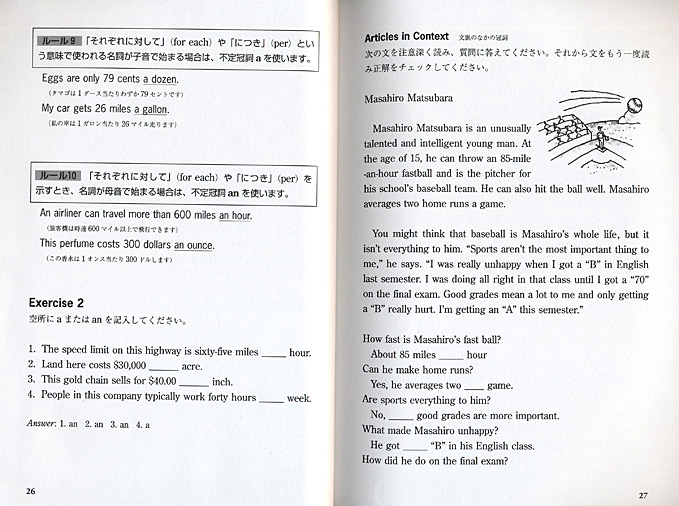 ルール9 「それぞれに対して」(for each) や「につき」(per) とい
う意味で使われる名詞が子音で始まる場合は、不定冠詞 a を使います。
Eggs are only 79 cents a dozen.
(タマゴは1ダース当たりわずか79セントです)
My car gets 26 miles a gallon.
(私の車は1ガロン当たり26マイル走ります)
ルール10 「それぞれに対して」(for each) や「につき」(per) を
示すとき、名詞が母音で始まる場合は、不定冠詞 an を使います。
An airliner can travel more than 600 miles an hour.
(旅客機は時速600マイル以上で飛行できます)
This perfume costs 300 dollars an ounce.
(この香水は1オンス当たり300ドルします)
Exercise 2
空所に a または an を記入してください。
1. The speed limit on this highway is sixty-five miles _____ hour.
2. Land here costs $30,000 ______ acre.
3. This gold chain sells for $40.00 ______ inch.
4. People in this company typically work forty hours _____ week.
Answer: 1. an 2. an 3. an 4. a
26
Articles in Context 文脈のなかの冠詞
次の文を注意深く読み、質問に答えてください。それから文をもう一度読
み正解をチェックしてください。
Masahiro Matsubara
Masahiro Matsubara is an unusually
talented and intelligent young man. At
the age of 15, he can throw an 85-mile
-an-hour fastball and is the pitcher for
his school's baseball team. He can also hit the ball well. Masahiro
averages two home runs a game.
You might think that baseball is Masahiro's whole life, but it
isn't everything to him. "Sports aren't the most important thing to
me," he says. "I was really unhappy when I got a "B" in English
last semester. I was doing all right in that class until I got a "70"
on the final exam. Good grades mean a lot to me and only getting
a "B" really hurt. I'm getting an "A" this semester."
How fast is Masahiro's fast ball?
About 85 miles _____ hour
Can he make home runs?
Yes, he averages two _____ game.
Are sports everything to him?
No, _____ good grades are more important.
What made Masahiro unhappy?
He got _____ "B" in his English class.
How did he do on the final exam?
27